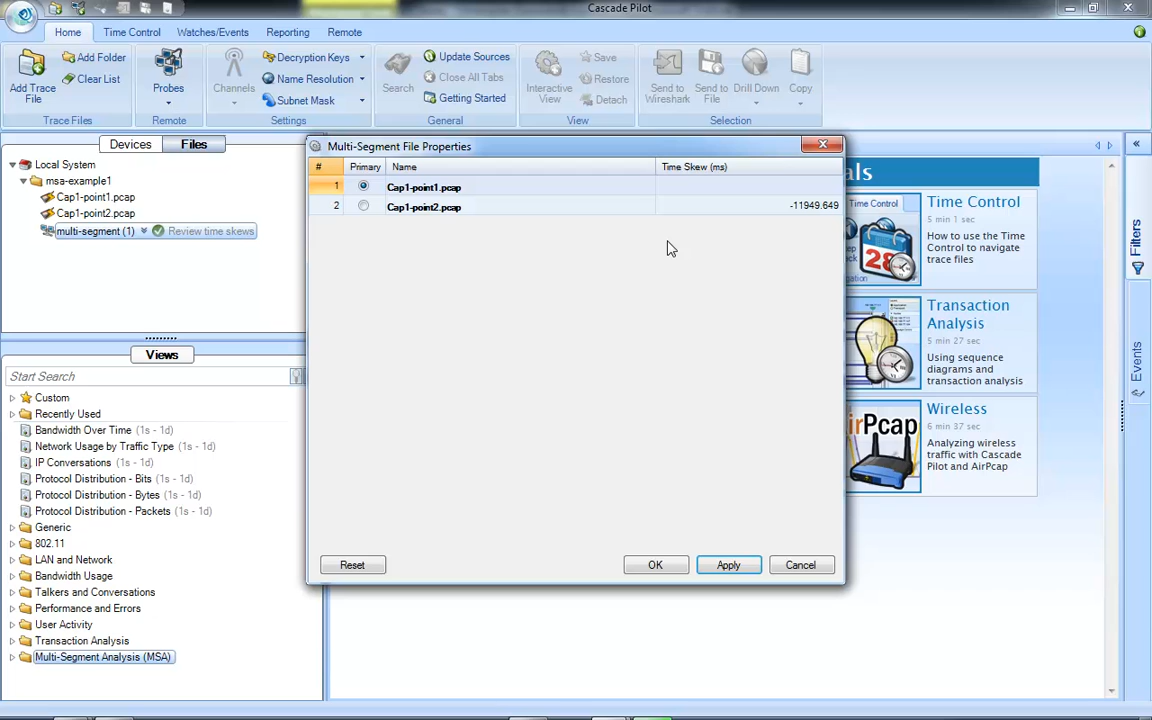 Cascade Pilot
Home
Time Control
Watches/Events
Reporting
Remote
Add Trace
File
Add Folder
Clear List
Trace Files
Probes
Remote
Channels
Decryption Keys
Name Resolution
Subnet Mask
Settings
Search
Update Sources
Close All Tabs
Getting Started
General
Interactive
View
Save
Restore
Detach
View
Send to
Wireshark
Send to
File
Drill Down
Copy
Selection
Devices
Files
Local System
msa-example1
Cap1-point1.pcap
Cap1-point2.pcap
multi-segment (1)
Review time skews
Views
Start Search
Custom
Recently Used
Bandwidth Over Time (1s - 1d)
Network Usage by Traffic Type (1s - 1d)
IP Conversations (1s - 1d)
Protocol Distribution - Bits (1s - 1d)
Protocol Distribution - Bytes (1s - 1d)
Protocol Distribution - Packets (1s - 1d)
Generic
802.11
LAN and Network
Bandwidth Usage
Talkers and Conversations
Performance and Errors
User Activity
Transaction Analysis
Multi-Segment Analysis (MSA)
Multi-Segment File Properties
# Primary Name Time Skew (ms)
1 Cap1-point1.pcap
2 Cap1-point2.pcap -11949.649
Reset
OK
Apply
Cancel
als
Time Control
28
Time Control
5 min 1 sec
How to use the Time
Control to navigate
trace files
Transaction
Analysis
5 min 27 sec
Using sequence
diagrams and
transaction analysis
AirPcap
Wireless
6 min 37 sec
Analyzing wireless
traffic with Cascade
Pilot and AirPcap
Filters
Events